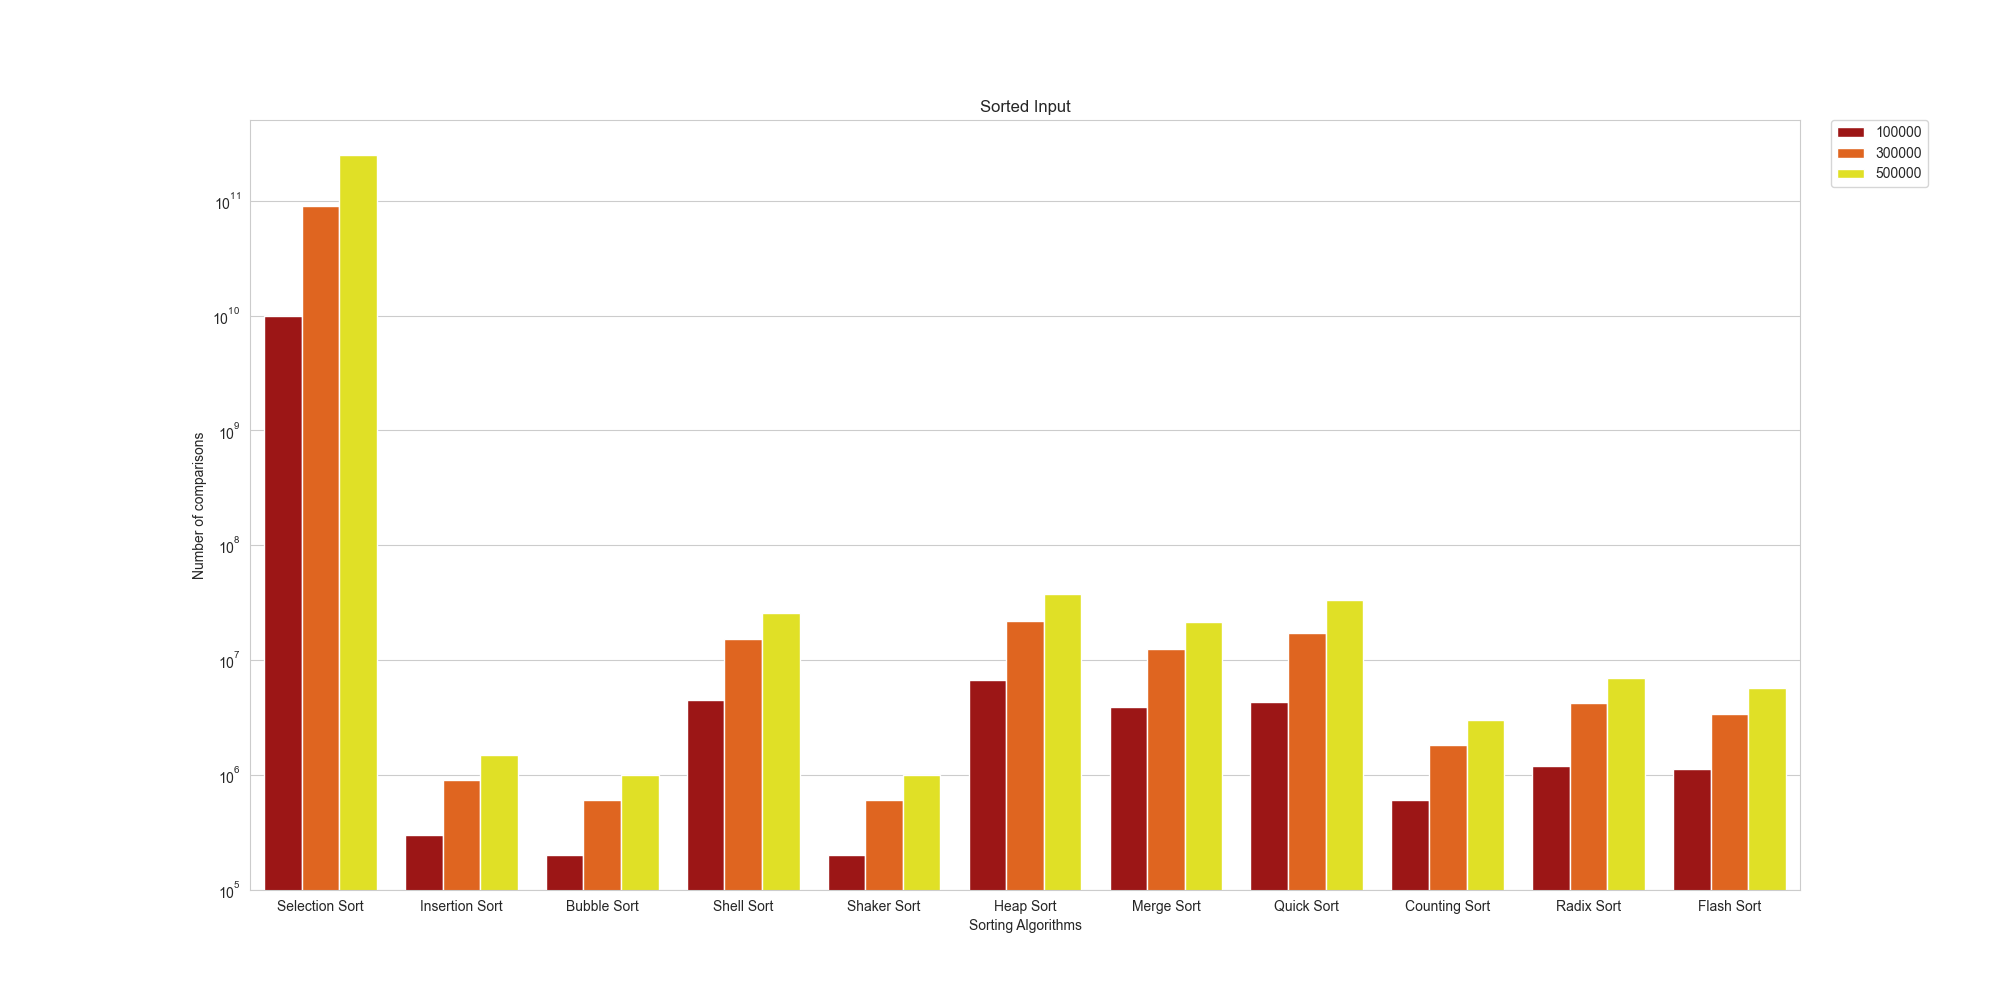 Sorted Input
100000
300000
500000
Number of comparisons
10^11
10^10
10^9
10^8
10^7
10^6
10^5
Selection Sort Insertion Sort Bubble Sort Shell Sort Shaker Sort Heap Sort Merge Sort Quick Sort Counting Sort Radix Sort Flash Sort
Sorting Algorithms